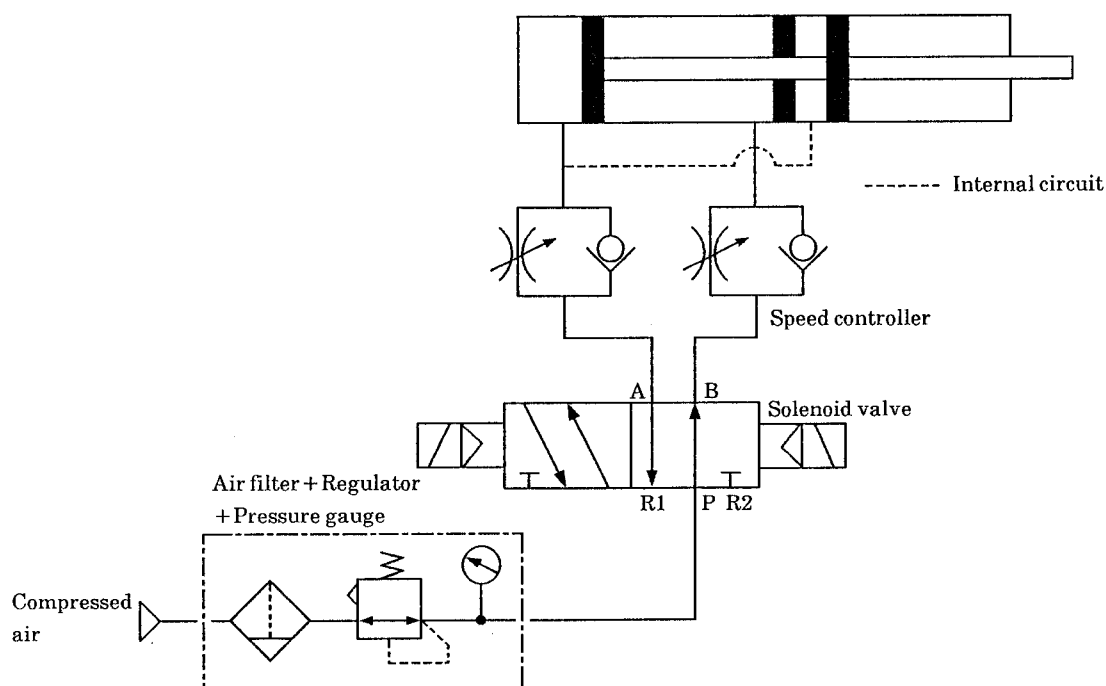 Internal circuit
Speed controller
A B
Solenoid valve
R1 P R2
Air filter + Regulator
+ Pressure gauge
Compressed
air